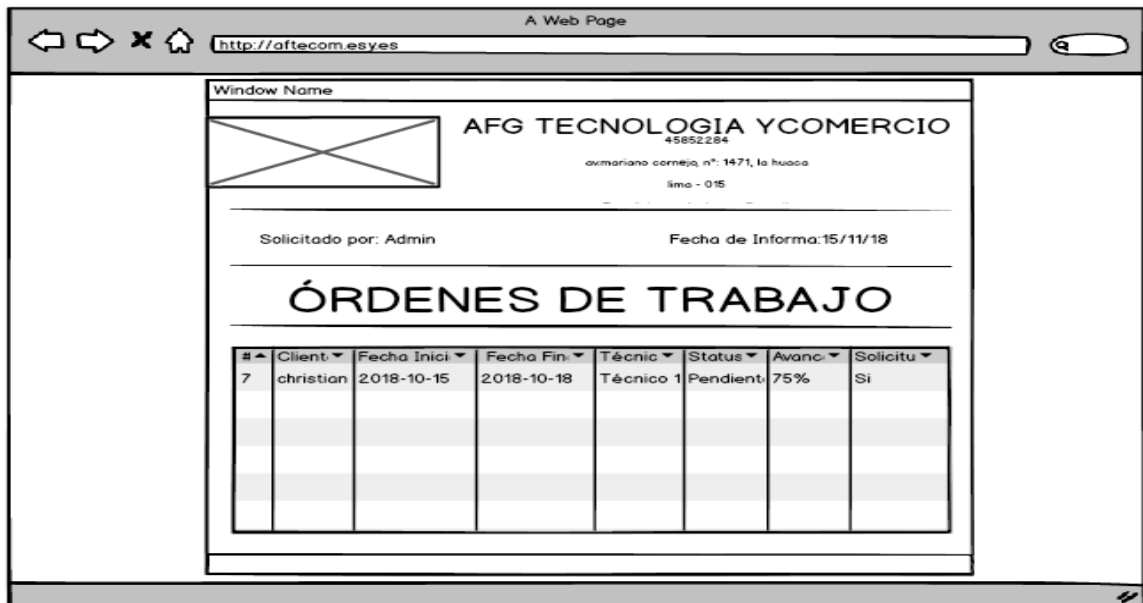 A Web Page
http://aftecom.esy.es
Window Name
AFG TECNOLOGIA YCOMERCIO
45852284
av.mariano cornejo, n°: 1471, la huaca
lima - 015
Solicitado por: Admin Fecha de Informa:15/11/18
ÓRDENES DE TRABAJO
# Client Fecha Inici Fecha Fin Técnic Status Avanc Solicitu
7 christian 2018-10-15 2018-10-18 Técnico 1 Pendient 75% Si